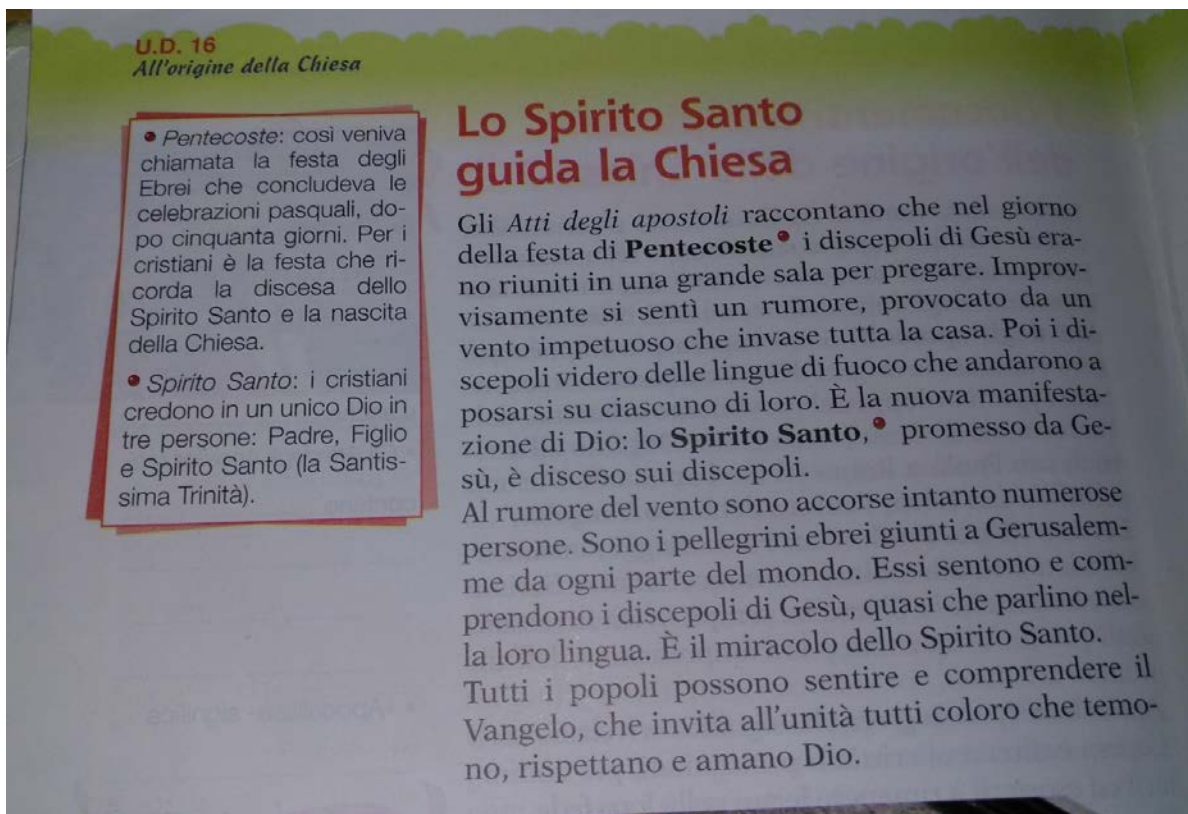 U.D. 16
All'origine della Chiesa
• Pentecoste: così veniva
chiamata la festa degli
Ebrei che concludeva le
celebrazioni pasquali, do-
po cinquanta giorni. Per i
cristiani è la festa che ri-
corda la discesa dello
Spirito Santo e la nascita
della Chiesa.
• Spirito Santo: i cristiani
credono in un unico Dio in
tre persone: Padre, Figlio
e Spirito Santo (la Santis-
sima Trinità).
Lo Spirito Santo
guida la Chiesa
Gli Atti degli apostoli raccontano che nel giorno
della festa di Pentecoste• i discepoli di Gesù era-
no riuniti in una grande sala per pregare. Improv-
visamente si sentì un rumore, provocato da un
vento impetuoso che invase tutta la casa. Poi i di-
scepoli videro delle lingue di fuoco che andarono a
posarsi su ciascuno di loro. È la nuova manifesta-
zione di Dio: lo Spirito Santo,• promesso da Ge-
sù, è disceso sui discepoli.
Al rumore del vento sono accorse intanto numerose
persone. Sono i pellegrini ebrei giunti a Gerusalem-
me da ogni parte del mondo. Essi sentono e com-
prendono i discepoli di Gesù, quasi che parlino nel-
la loro lingua. È il miracolo dello Spirito Santo.
Tutti i popoli possono sentire e comprendere il
Vangelo, che invita all'unità tutti coloro che temo-
no, rispettano e amano Dio.